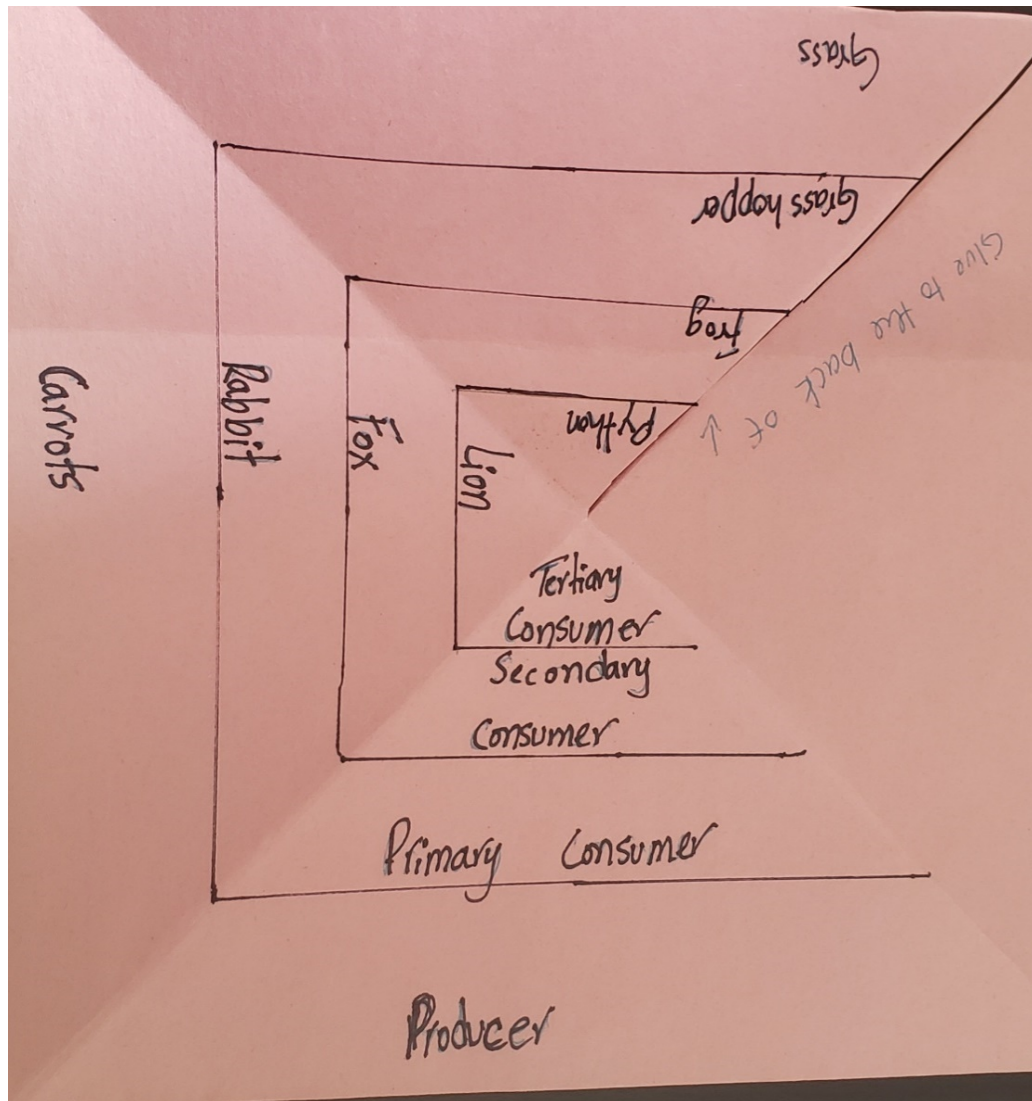 Grass
Grass hopper
Frog
Python
Glue to the back of ↓
Carrots
Rabbit
Fox
Lion
Tertiary
Consumer
Secondary
Consumer
Primary Consumer
Producer